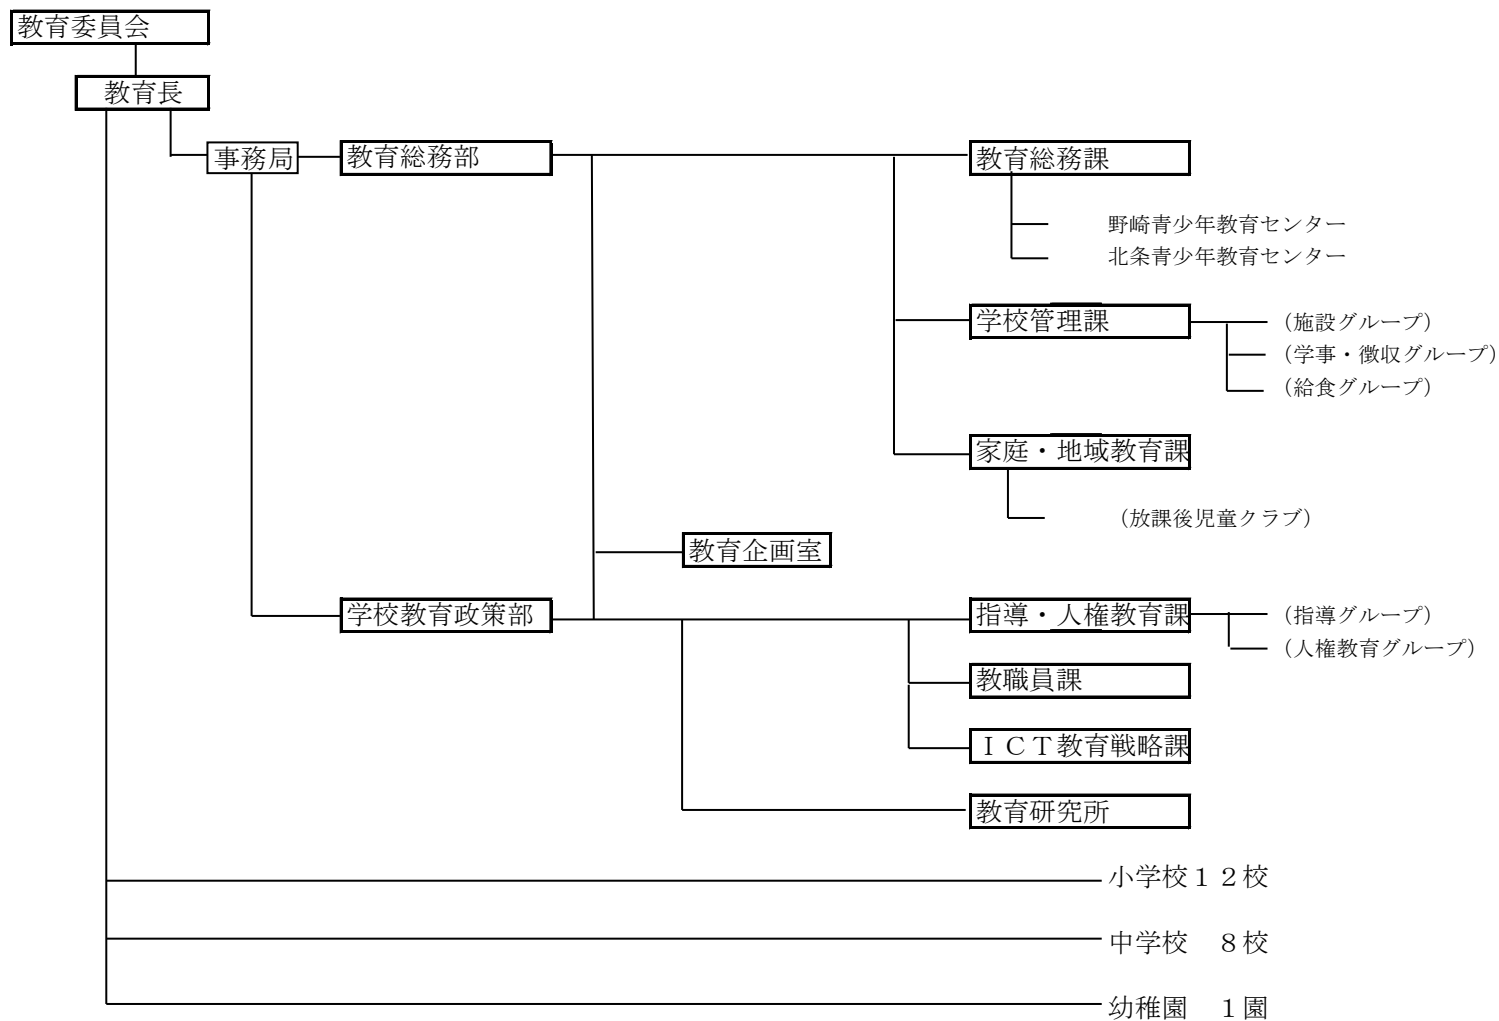 教育委員会
教育長
事務局
教育総務部
教育総務課
野崎青少年教育センター
北条青少年教育センター
学校管理課
（施設グループ）
（学事・徴収グループ）
（給食グループ）
家庭・地域教育課
（放課後児童クラブ）
教育企画室
学校教育政策部
指導・人権教育課
（指導グループ）
（人権教育グループ）
教職員課
ＩＣＴ教育戦略課
教育研究所
小学校１２校
中学校　８校
幼稚園　１園